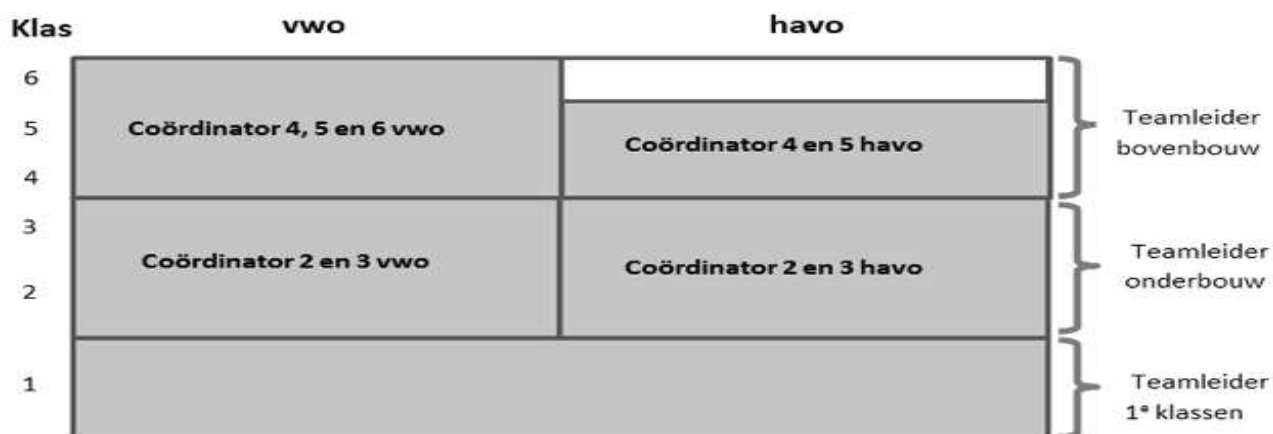 Klas vwo havo
6
5
4
3
2
1
Coördinator 4, 5 en 6 vwo
Coördinator 4 en 5 havo
Coördinator 2 en 3 vwo
Coördinator 2 en 3 havo
Teamleider
bovenbouw
Teamleider
onderbouw
Teamleider
1ᵉ klassen